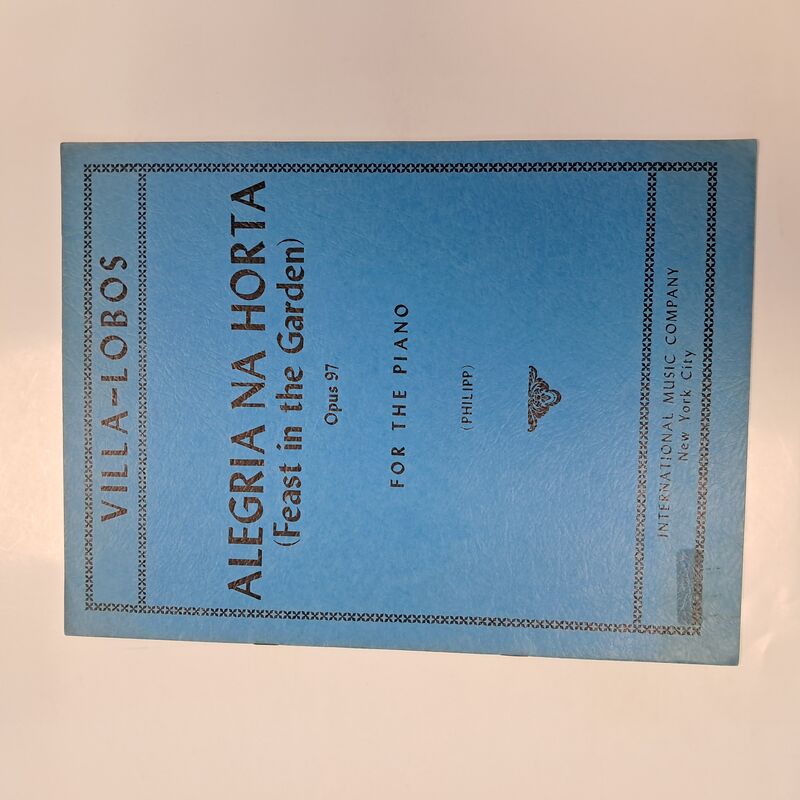 VILLA-LOBOS
ALEGRIA NA HORTA
(Feast in the Garden)
Opus 97
FOR THE PIANO
(PHILIPP)
INTERNATIONAL MUSIC COMPANY
New York City